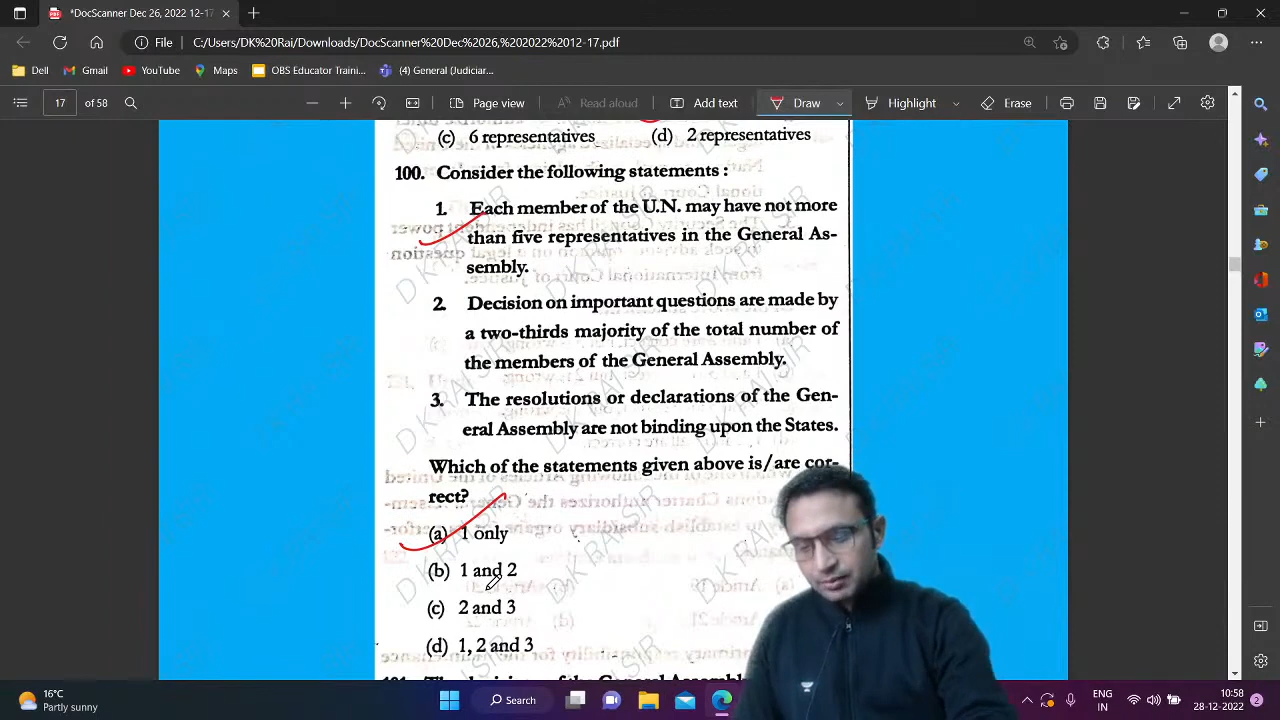 *DocScanner Dec 26, 2022 12-17
File
C:/Users/DK%20Rai/Downloads/DocScanner%20Dec%2026,%202022%2012-17.pdf
Dell
Gmail
YouTube
Maps
OBS Educator Traini...
(4) General (Judiciar...
17 of 58
Page view
Read aloud
Add text
Draw
Highlight
Erase
(c) 6 representatives (d) 2 representatives
100. Consider the following statements :
1. Each member of the U.N. may have not more
than five representatives in the General As-
sembly.
2. Decision on important questions are made by
a two-thirds majority of the total number of
the members of the General Assembly.
3. The resolutions or declarations of the Gen-
eral Assembly are not binding upon the States.
Which of the statements given above is/are cor-
rect?
(a) 1 only
(b) 1 and 2
(c) 2 and 3
(d) 1, 2 and 3
D K RAI SIR
16°C
Partly sunny
Search
ENG
IN
10:58
28-12-2022